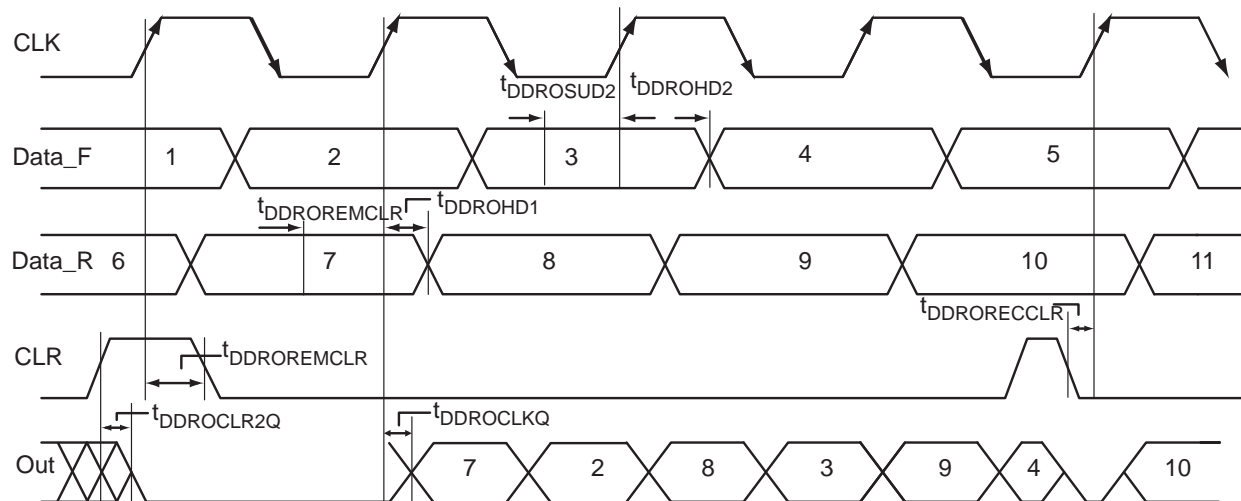 CLK
tDDROSUD2 tDDROHD2
Data_F 1 2 3 4 5
tDDROREMCLR tDDROHD1
Data_R 6 7 8 9 10 11
tDDRORECCLR
CLR tDDROREMCLR
tDDROCLR2Q tDDROCLKQ
Out 7 2 8 3 9 4 10